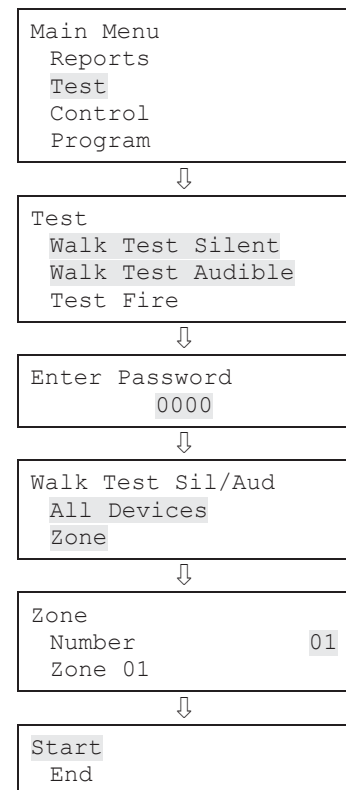 Main Menu
Reports
Test
Control
Program
⇩
Test
Walk Test Silent
Walk Test Audible
Test Fire
⇩
Enter Password
0000
⇩
Walk Test Sil/Aud
All Devices
Zone
⇩
Zone
Number 01
Zone 01
⇩
Start
End